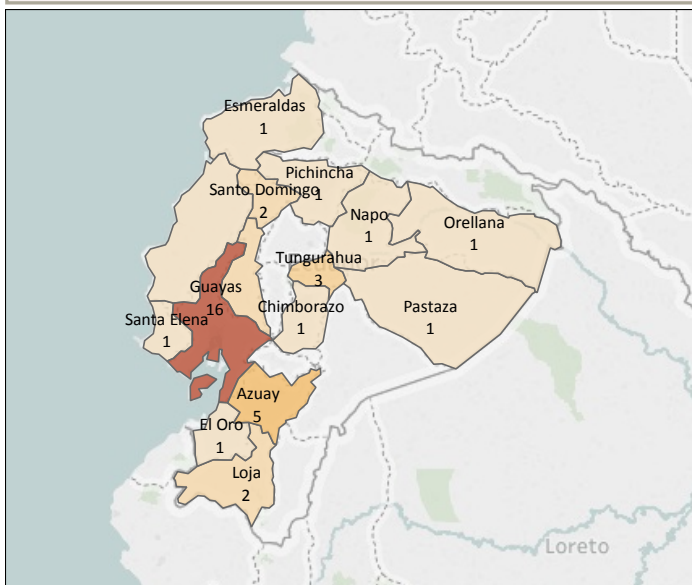 Esmeraldas
1
Pichincha
1
Santo Domingo
2
Napo
1
Orellana
1
Tungurahua
3
Guayas
16
Chimborazo
1
Pastaza
1
Santa Elena
1
Azuay
5
El Oro
1
Loja
2
Loreto